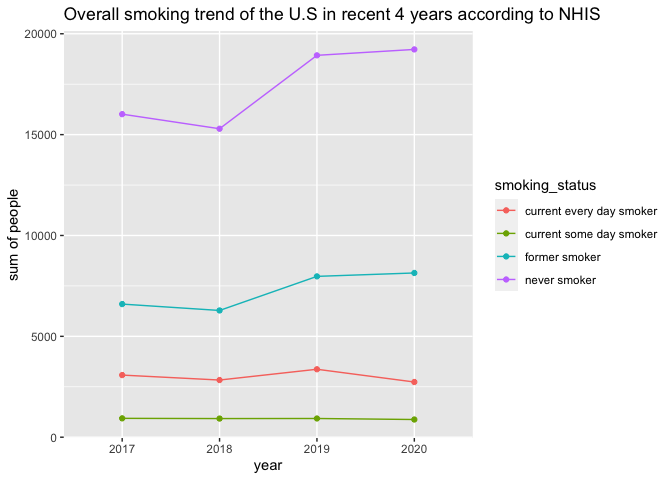 Overall smoking trend of the U.S in recent 4 years according to NHIS
20000
15000
10000
5000
0
sum of people
2017 2018 2019 2020
year
smoking_status
current every day smoker
current some day smoker
former smoker
never smoker